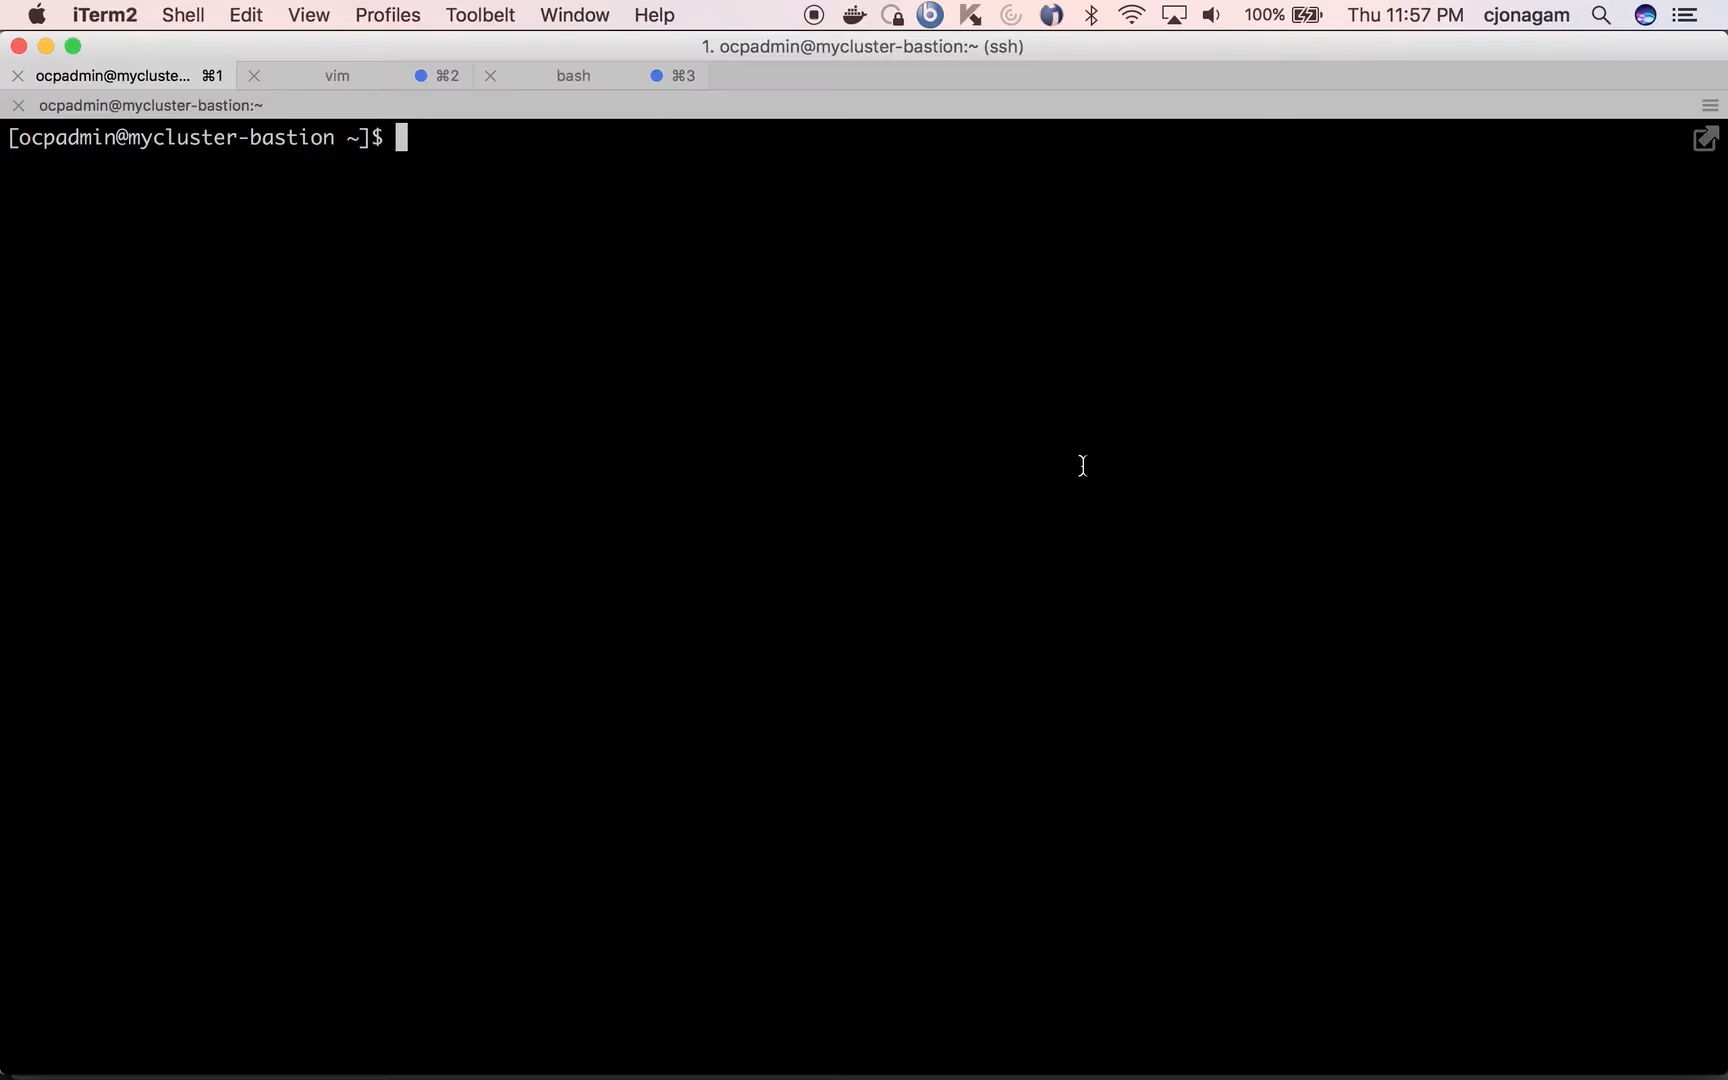 iTerm2 Shell Edit View Profiles Toolbelt Window Help 100% Thu 11:57 PM cjonagam
1. ocpadmin@mycluster-bastion:~ (ssh)
ocpadmin@mycluste... ⌘1 vim ⌘2 bash ⌘3
ocpadmin@mycluster-bastion:~
[ocpadmin@mycluster-bastion ~]$